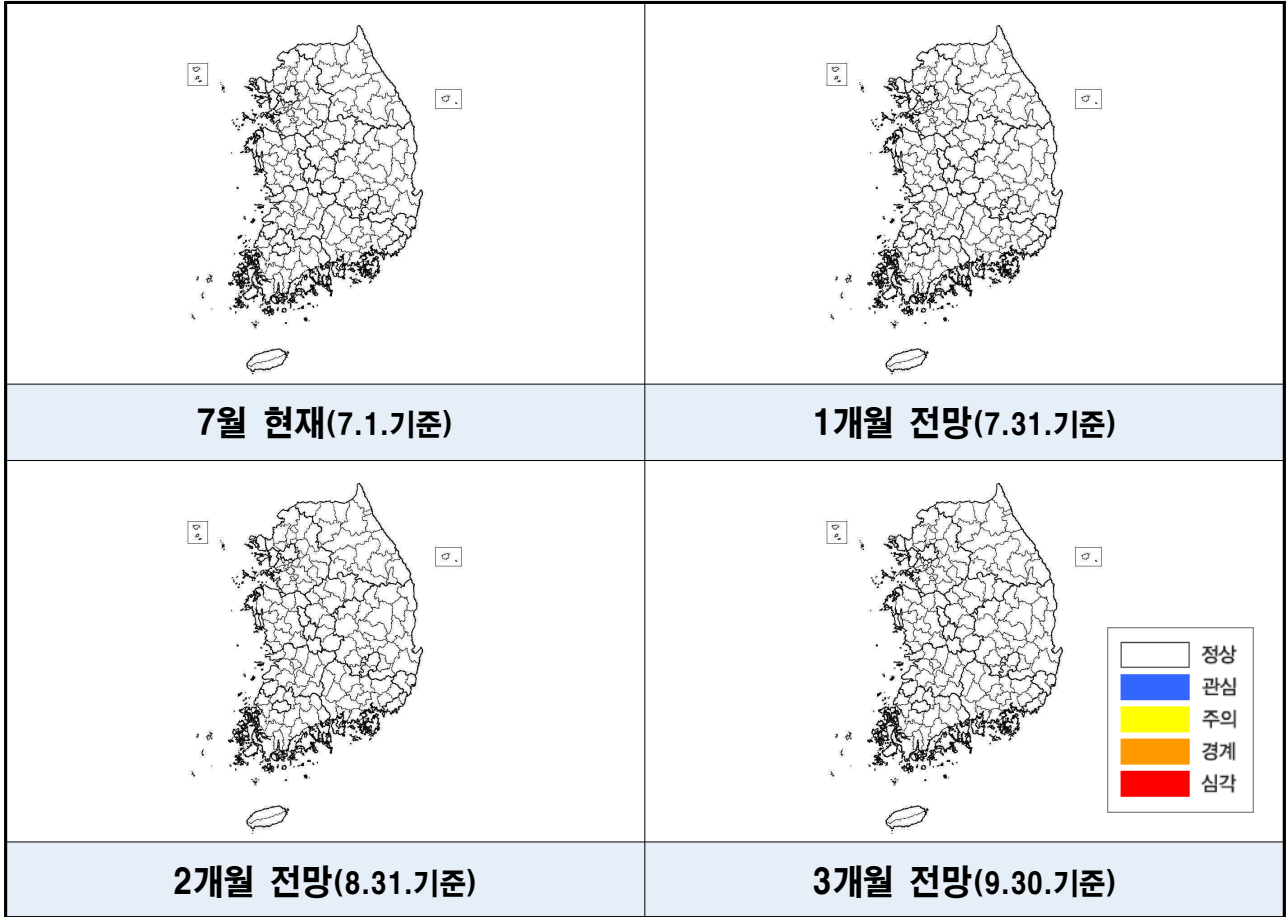 7월 현재(7.1.기준)
1개월 전망(7.31.기준)
정상
관심
주의
경계
심각
2개월 전망(8.31.기준)
3개월 전망(9.30.기준)